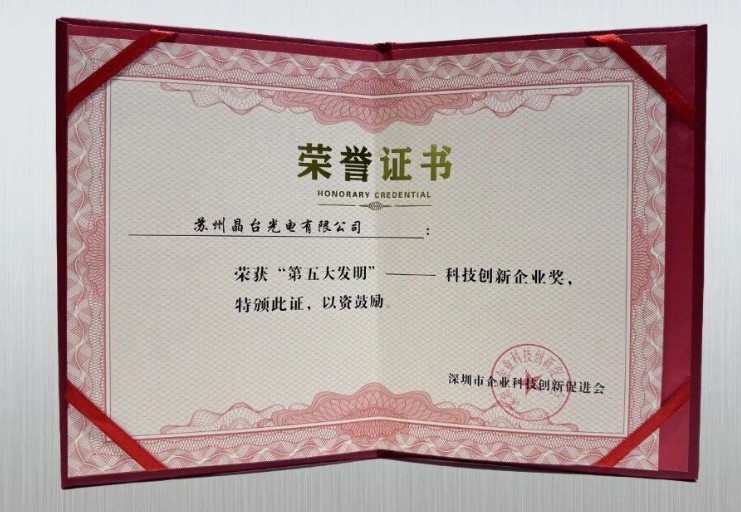 荣誉证书
HONORARY CREDENTIAL
苏州晶台光电有限公司：
荣获“第五大发明”——科技创新企业奖，
特颁此证，以资鼓励。
深圳市企业科技创新促进会